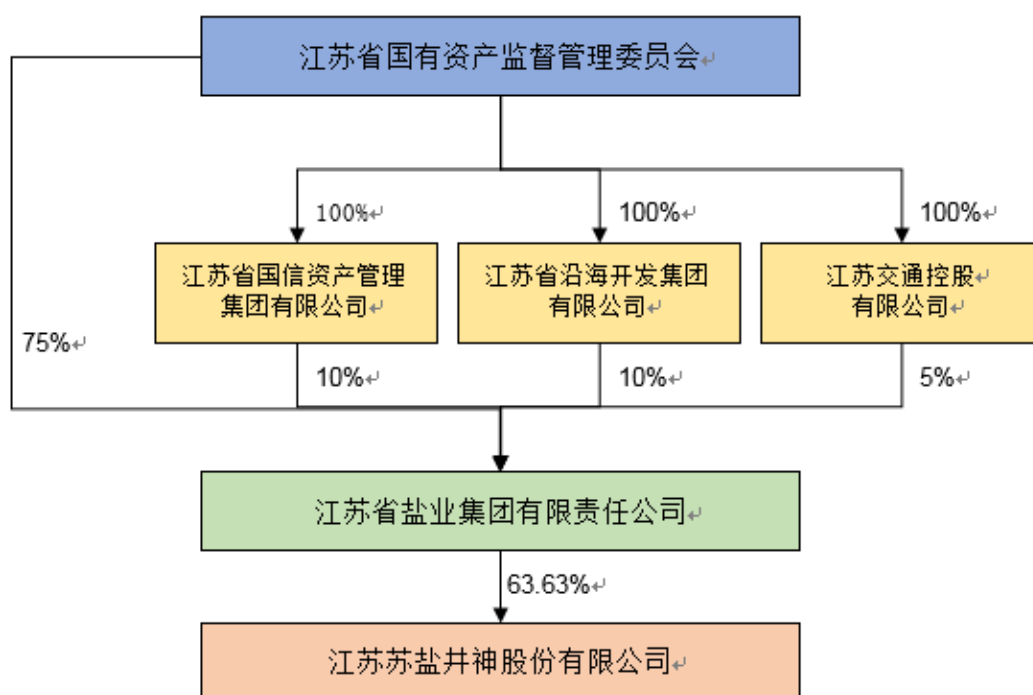 江苏省国有资产监督管理委员会↵
100%↵
100%↵
100%↵
江苏省国信资产管理
集团有限公司↵
江苏省沿海开发集团
有限公司↵
江苏交通控股↵
有限公司↵
75%↵
10%↵
10%↵
5%↵
江苏省盐业集团有限责任公司↵
63.63%↵
江苏苏盐井神股份有限公司↵